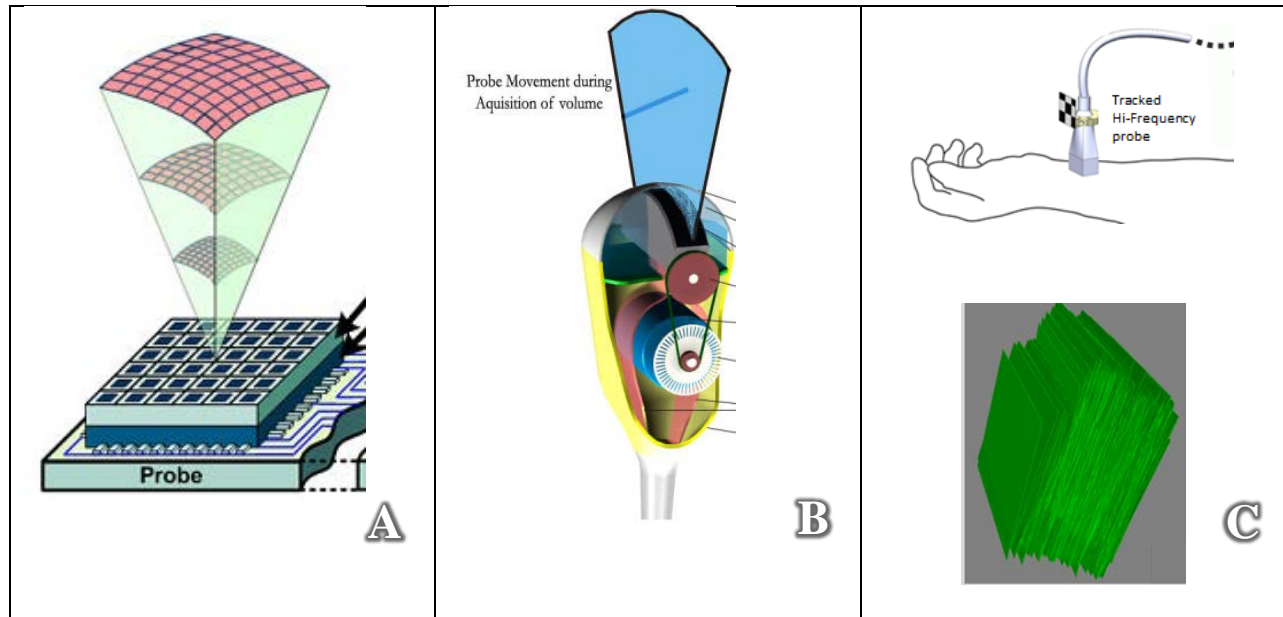 Probe
A
Probe Movement during
Aquisition of volume
B
Tracked
Hi-Frequency
probe
C